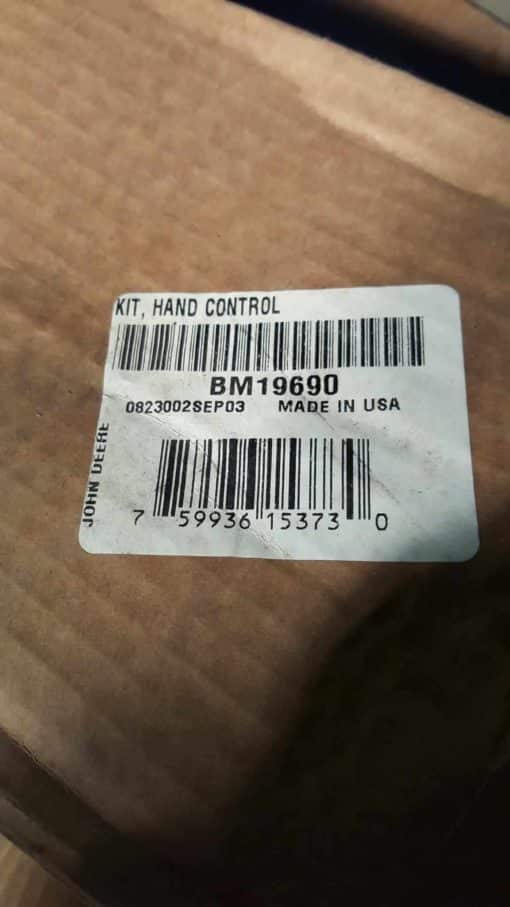 KIT, HAND CONTROL
BM19690
0823002SEP03 MADE IN USA
JOHN DEERE
7 59936 15373 0